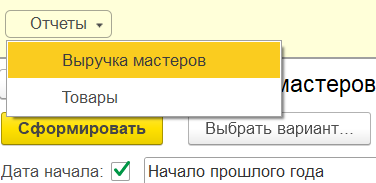 Отчеты
Выручка мастеров
мастеров
Товары
Сформировать
Выбрать вариант...
Дата начала:
Начало прошлого года